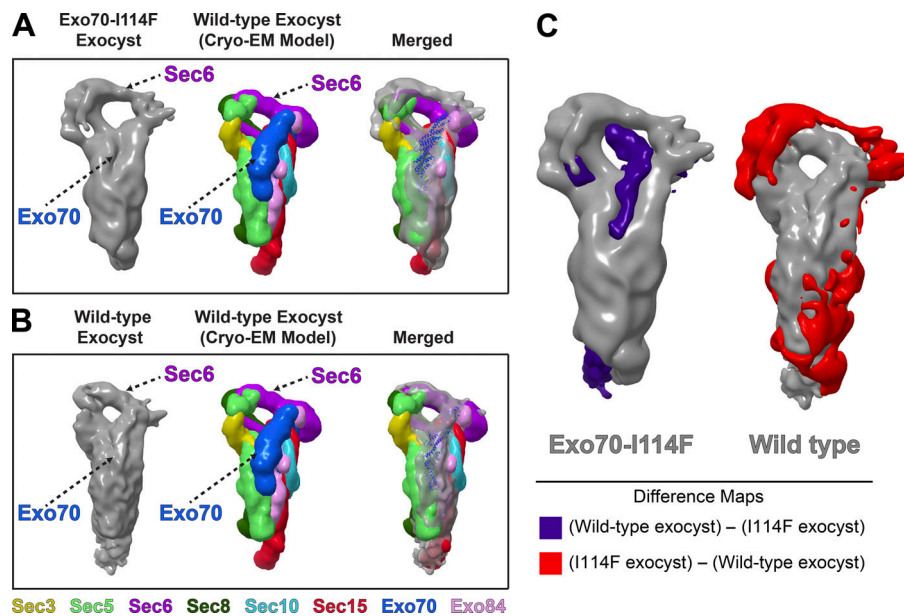 A
Exo70-I114F
Exocyst
Wild-type Exocyst
(Cryo-EM Model)
Merged
Sec6
Sec6
Exo70
Exo70
B
Wild-type
Exocyst
Wild-type Exocyst
(Cryo-EM Model)
Merged
Sec6
Sec6
Exo70
Exo70
Sec3 Sec5 Sec6 Sec8 Sec10 Sec15 Exo70 Exo84
C
Exo70-I114F
Wild type
Difference Maps
(Wild-type exocyst) – (I114F exocyst)
(I114F exocyst) – (Wild-type exocyst)